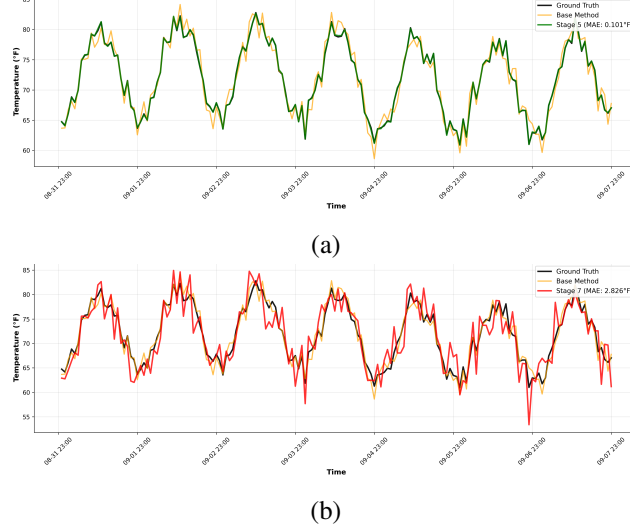 Ground Truth
Base Method
Stage 5 (MAE: 0.101°F
Temperature (°F)
80
75
70
65
60
08-31 23:00
09-01 23:00
09-02 23:00
09-03 23:00
09-04 23:00
09-05 23:00
09-06 23:00
09-07 23:00
Time
(a)
Ground Truth
Base Method
Stage 7 (MAE: 2.826°F
Temperature (°F)
85
80
75
70
65
60
55
08-31 23:00
09-01 23:00
09-02 23:00
09-03 23:00
09-04 23:00
09-05 23:00
09-06 23:00
09-07 23:00
Time
(b)